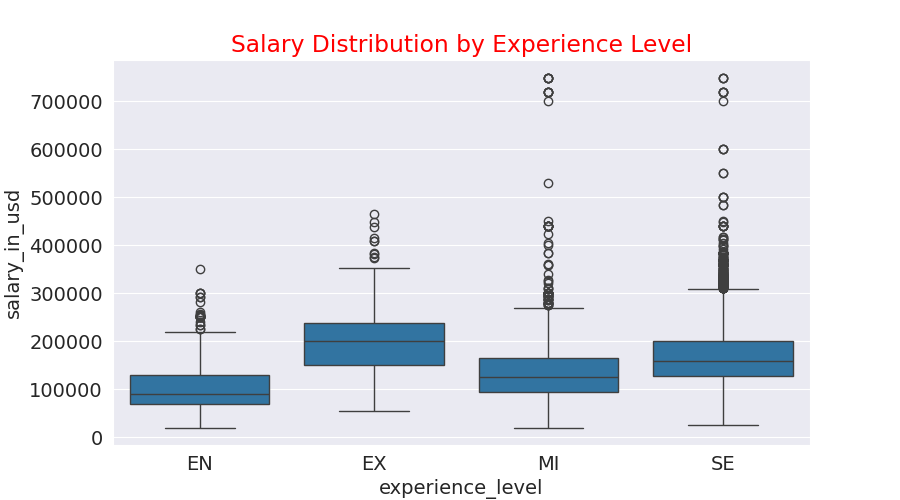 Salary Distribution by Experience Level
salary_in_usd
700000
600000
500000
400000
300000
200000
100000
0
EN EX MI SE
experience_level